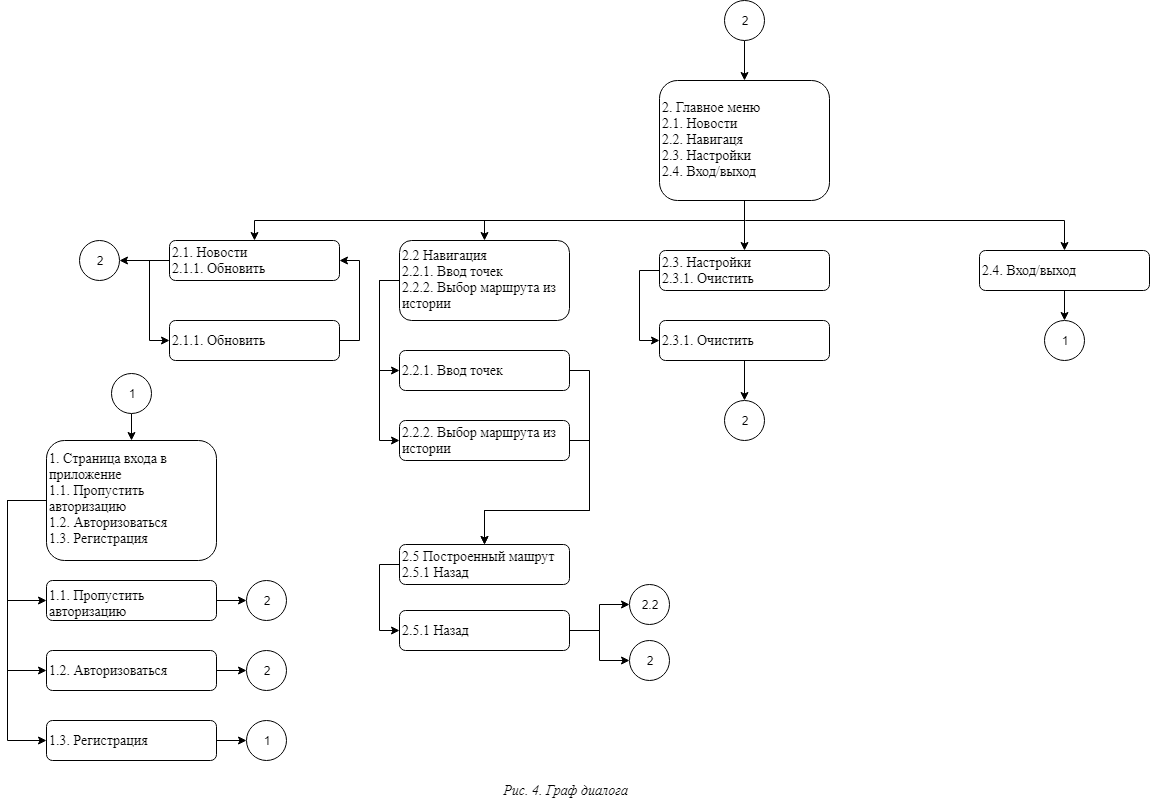 2
2. Главное меню
2.1. Новости
2.2. Навигаця
2.3. Настройки
2.4. Вход/выход
2
2.1. Новости
2.1.1. Обновить
2.1.1. Обновить
2.2 Навигация
2.2.1. Ввод точек
2.2.2. Выбор маршрута из
истории
2.2.1. Ввод точек
2.2.2. Выбор маршрута из
истории
2.5 Построенный машрут
2.5.1 Назад
2.5.1 Назад
2.2
2
2.3. Настройки
2.3.1. Очистить
2.3.1. Очистить
2
2.4. Вход/выход
1
1
1. Страница входа в
приложение
1.1. Пропустить
авторизацию
1.2. Авторизоваться
1.3. Регистрация
1.1. Пропустить
авторизацию
2
1.2. Авторизоваться
2
1.3. Регистрация
1
Рис. 4. Граф диалога